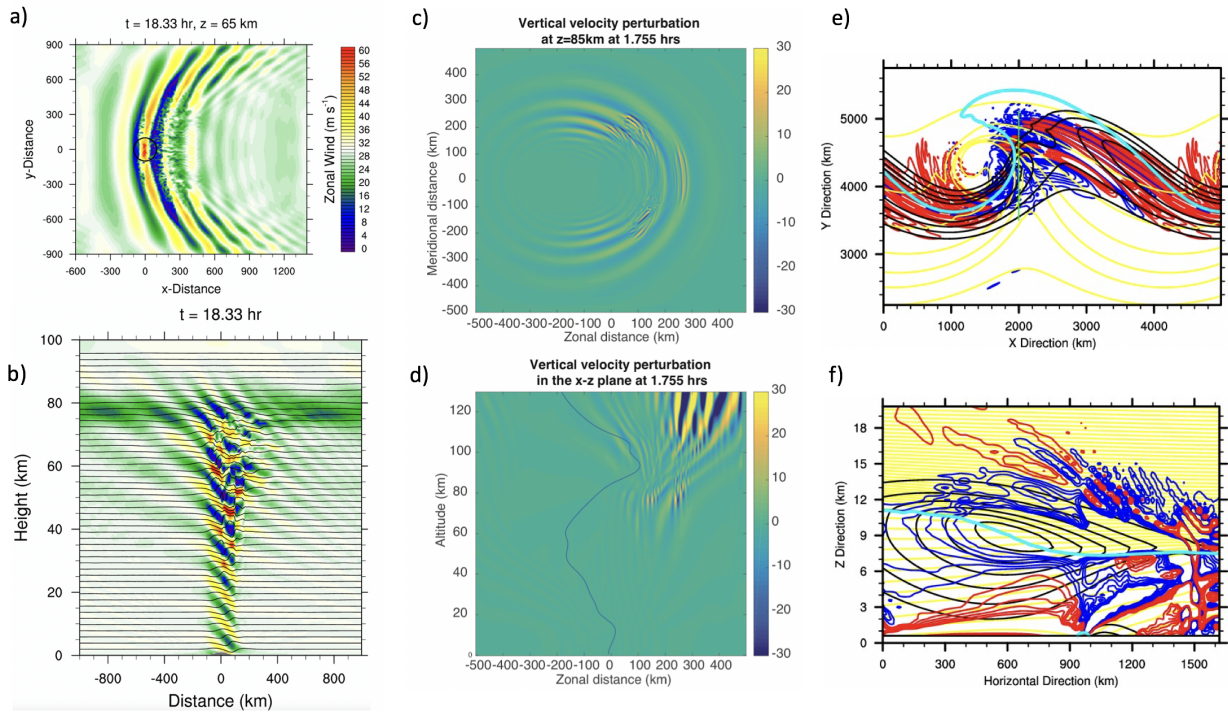 a)
t = 18.33 hr, z = 65 km
900
600
300
0
-300
-600
-900
y-Distance
-600 -300 0 300 600 900 1200
x-Distance
60
56
52
48
44
40
36
32
28
24
20
16
12
8
4
0
Zonal Wind (m s⁻¹)
b)
t = 18.33 hr
100
80
60
40
20
0
Height (km)
-800 -400 0 400 800
Distance (km)
c)
Vertical velocity perturbation
at z=85km at 1.755 hrs
400
300
200
100
0
-100
-200
-300
-400
-500
Meridional distance (km)
-500 -400 -300 -200 -100 0 100 200 300 400
Zonal distance (km)
30
20
10
0
-10
-20
-30
d)
Vertical velocity perturbation
in the x-z plane at 1.755 hrs
120
100
80
60
40
20
0
Altitude (km)
-500 -400 -300 -200 -100 0 100 200 300 400
Zonal distance (km)
30
20
10
0
-10
-20
-30
e)
5000
4000
3000
Y Direction (km)
0 1000 2000 3000 4000
X Direction (km)
f)
18
15
12
9
6
3
0
Z Direction (km)
0 300 600 900 1200 1500
Horizontal Direction (km)